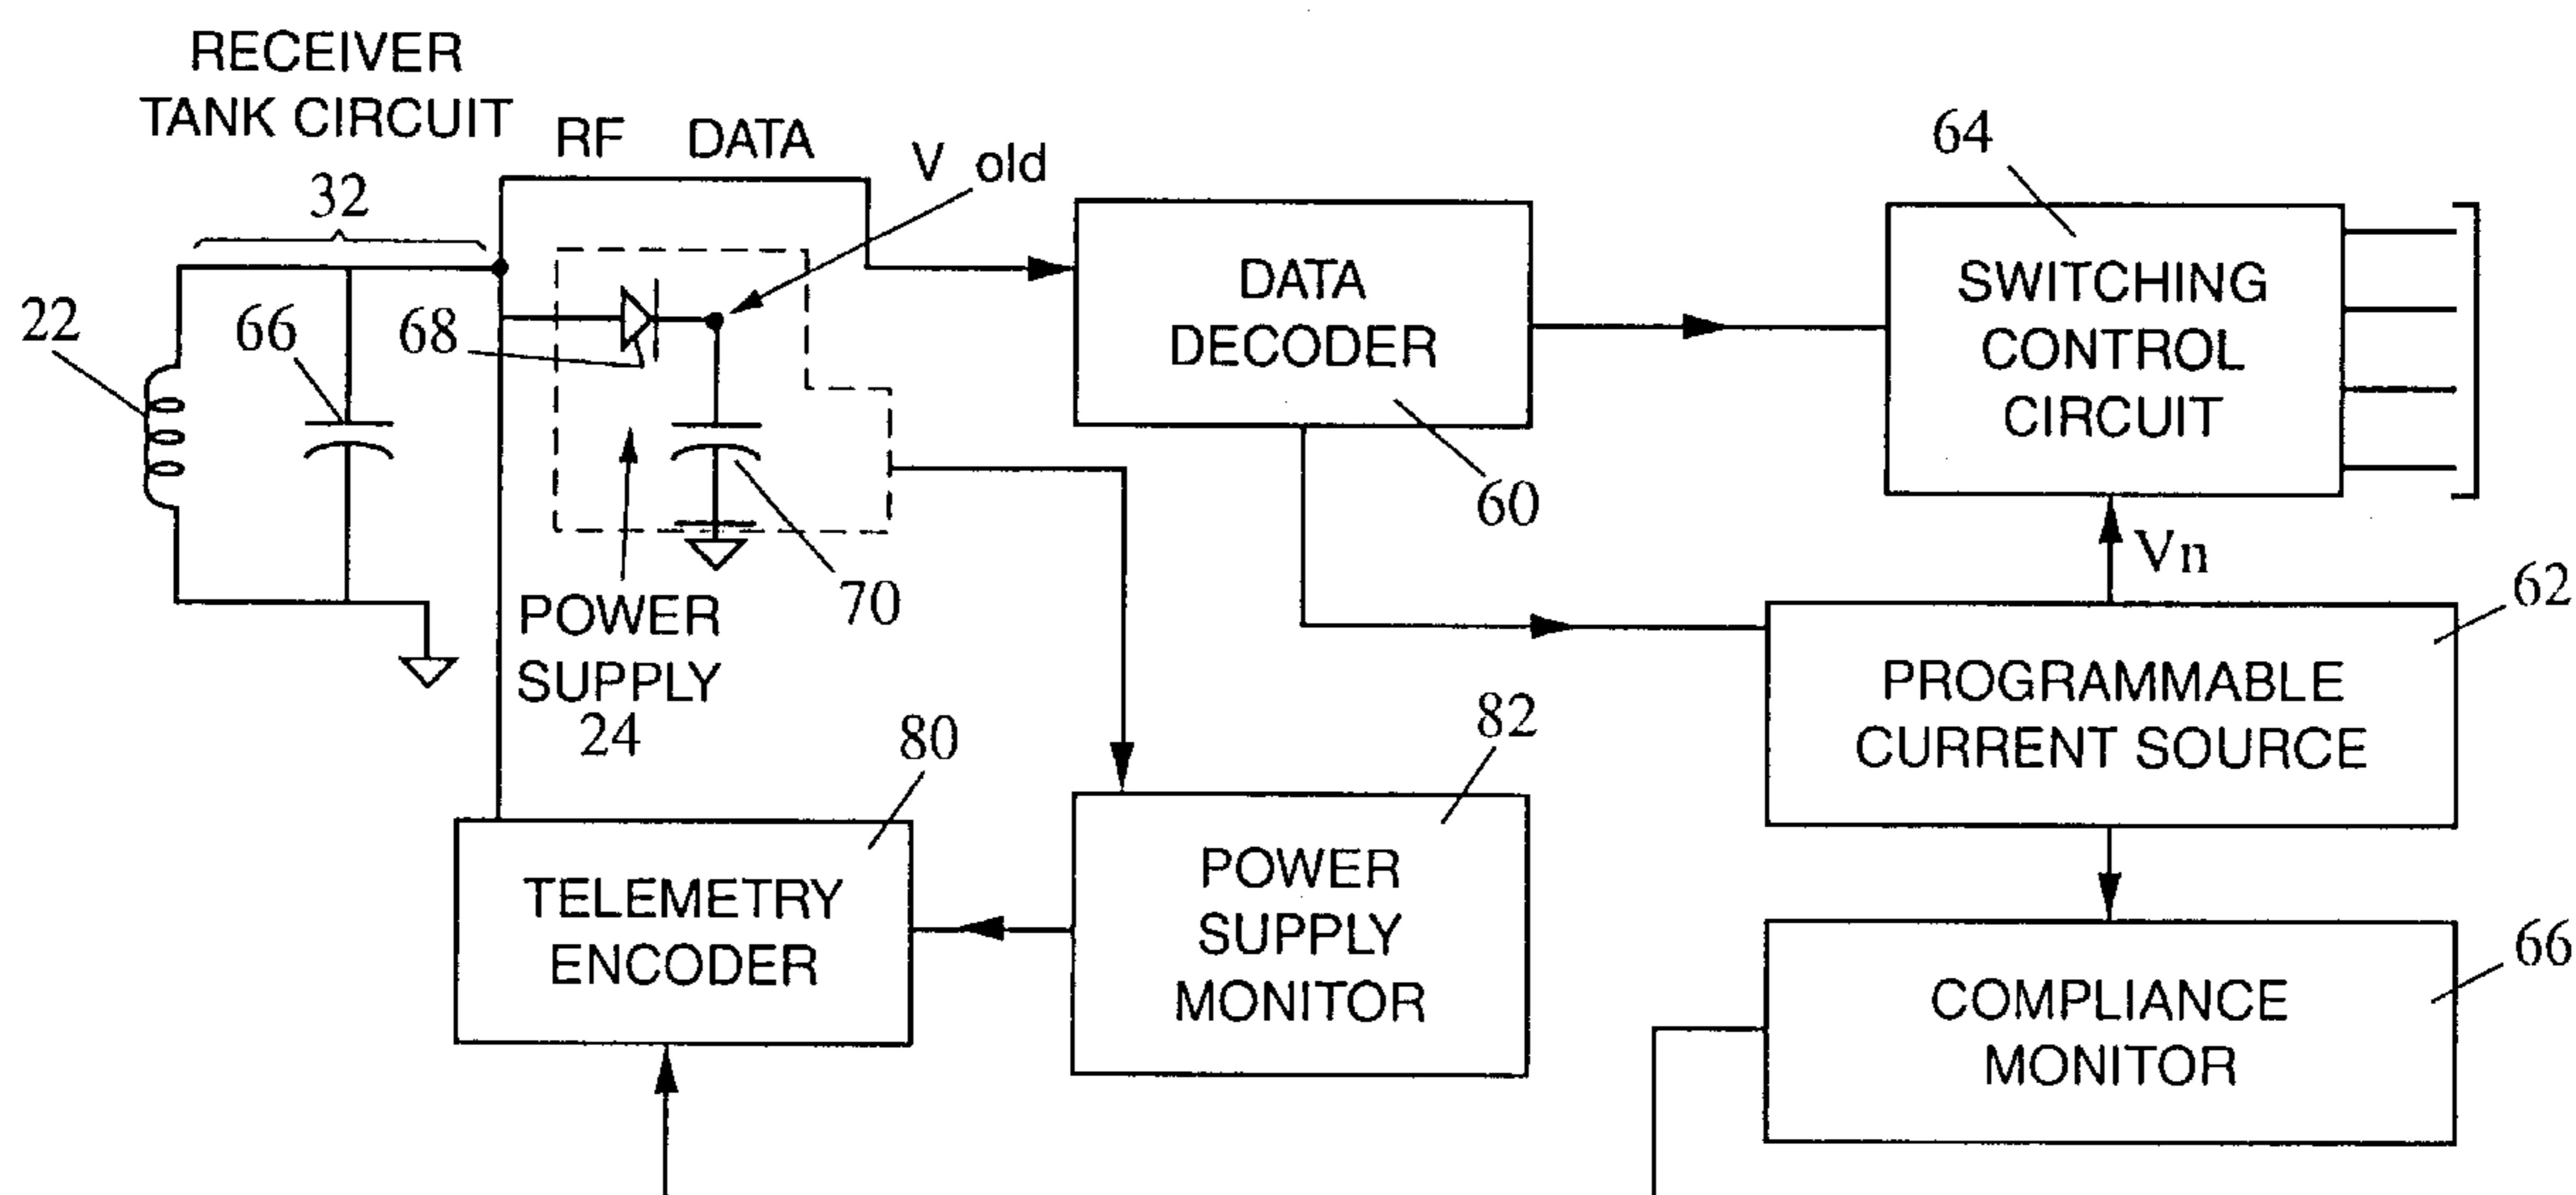 RECEIVER
TANK CIRCUIT
32
RF DATA
V old
22
66
68
70
POWER
SUPPLY
24
DATA
DECODER
60
64
SWITCHING
CONTROL
CIRCUIT
Vn
62
PROGRAMMABLE
CURRENT SOURCE
80
TELEMETRY
ENCODER
82
POWER
SUPPLY
MONITOR
66
COMPLIANCE
MONITOR